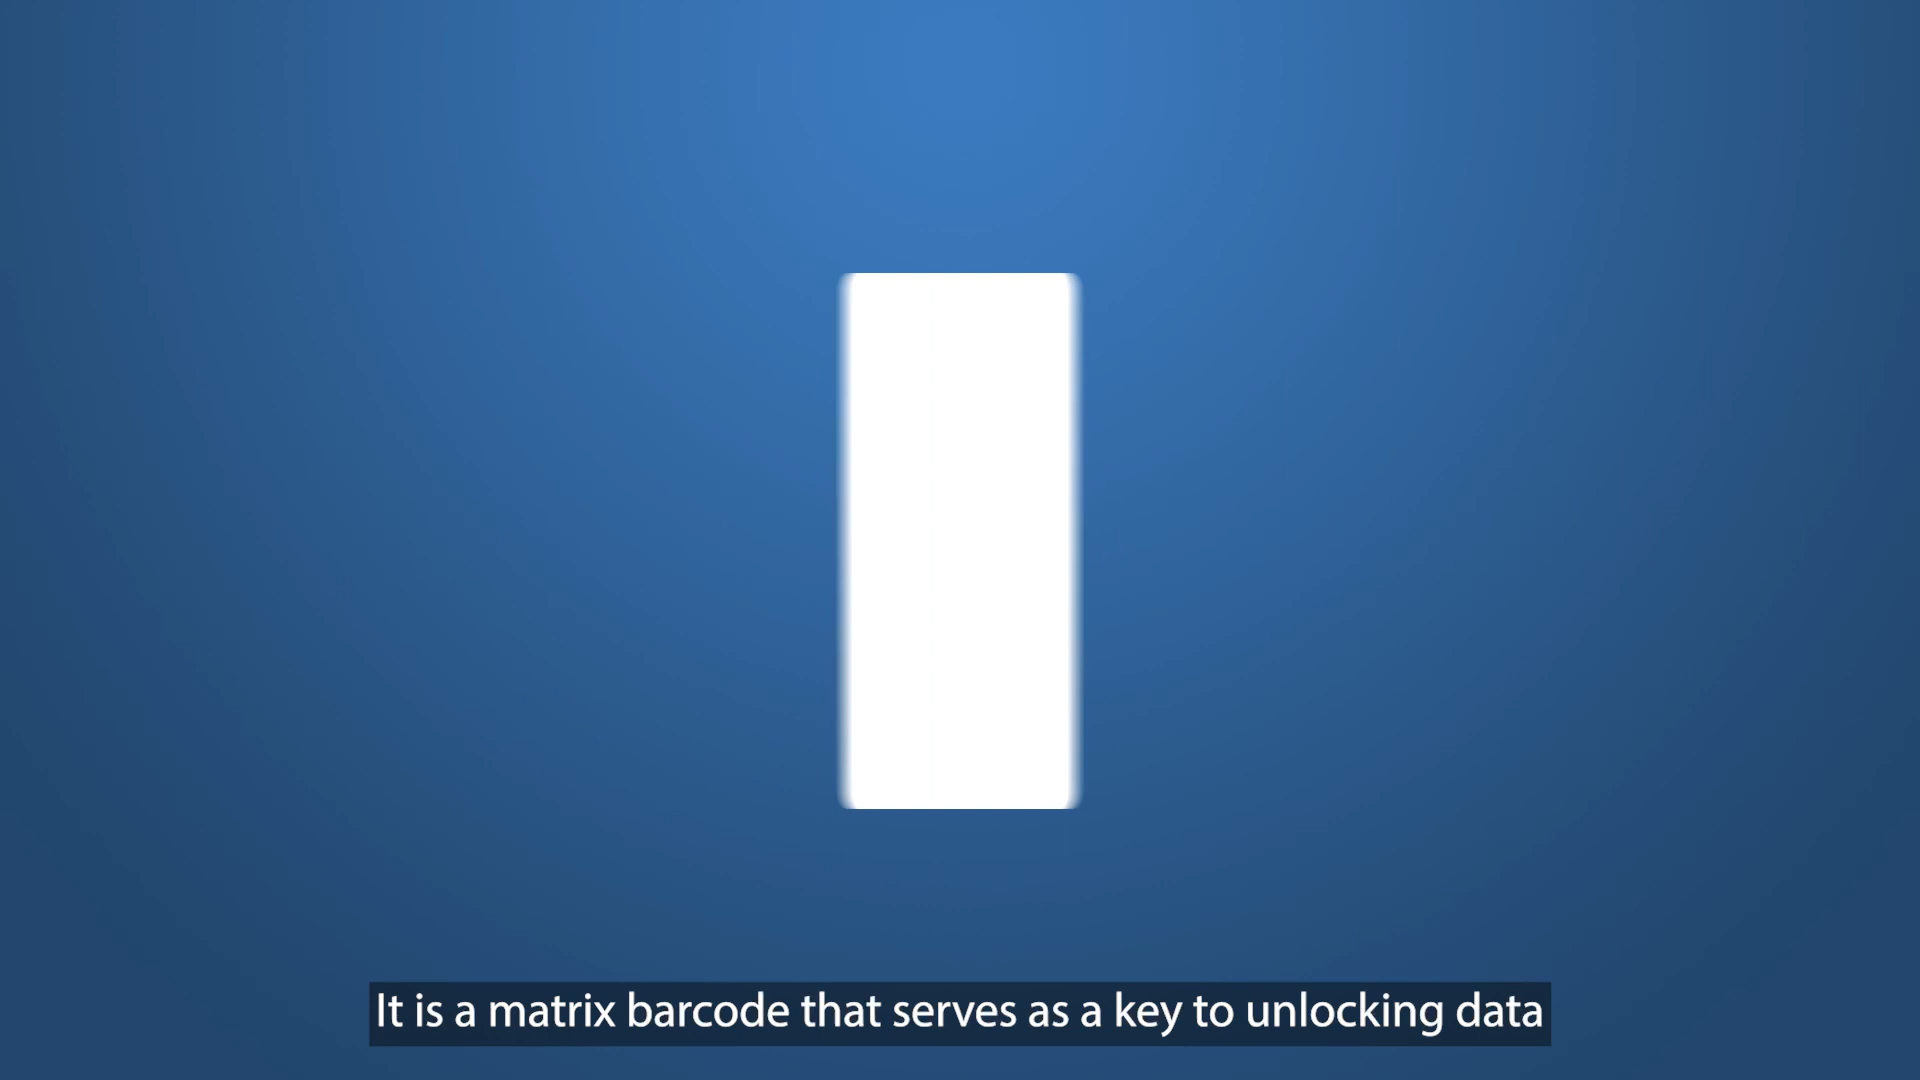 It is a matrix barcode that serves as a key to unlocking data